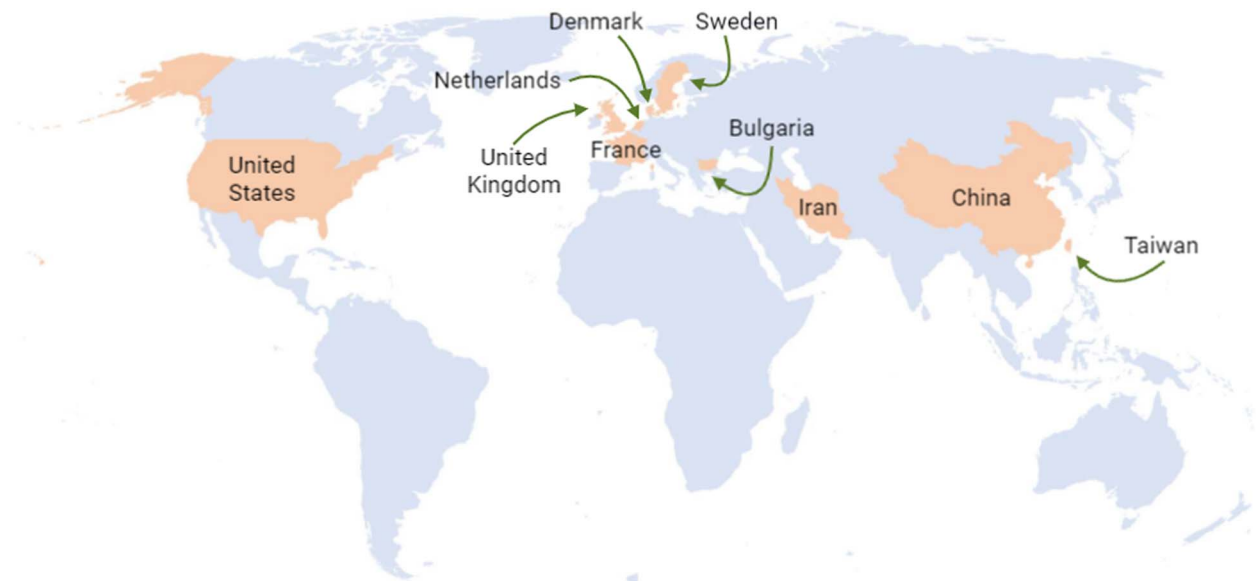 Denmark
Sweden
Netherlands
United
Kingdom
France
Bulgaria
United
States
Iran
China
Taiwan